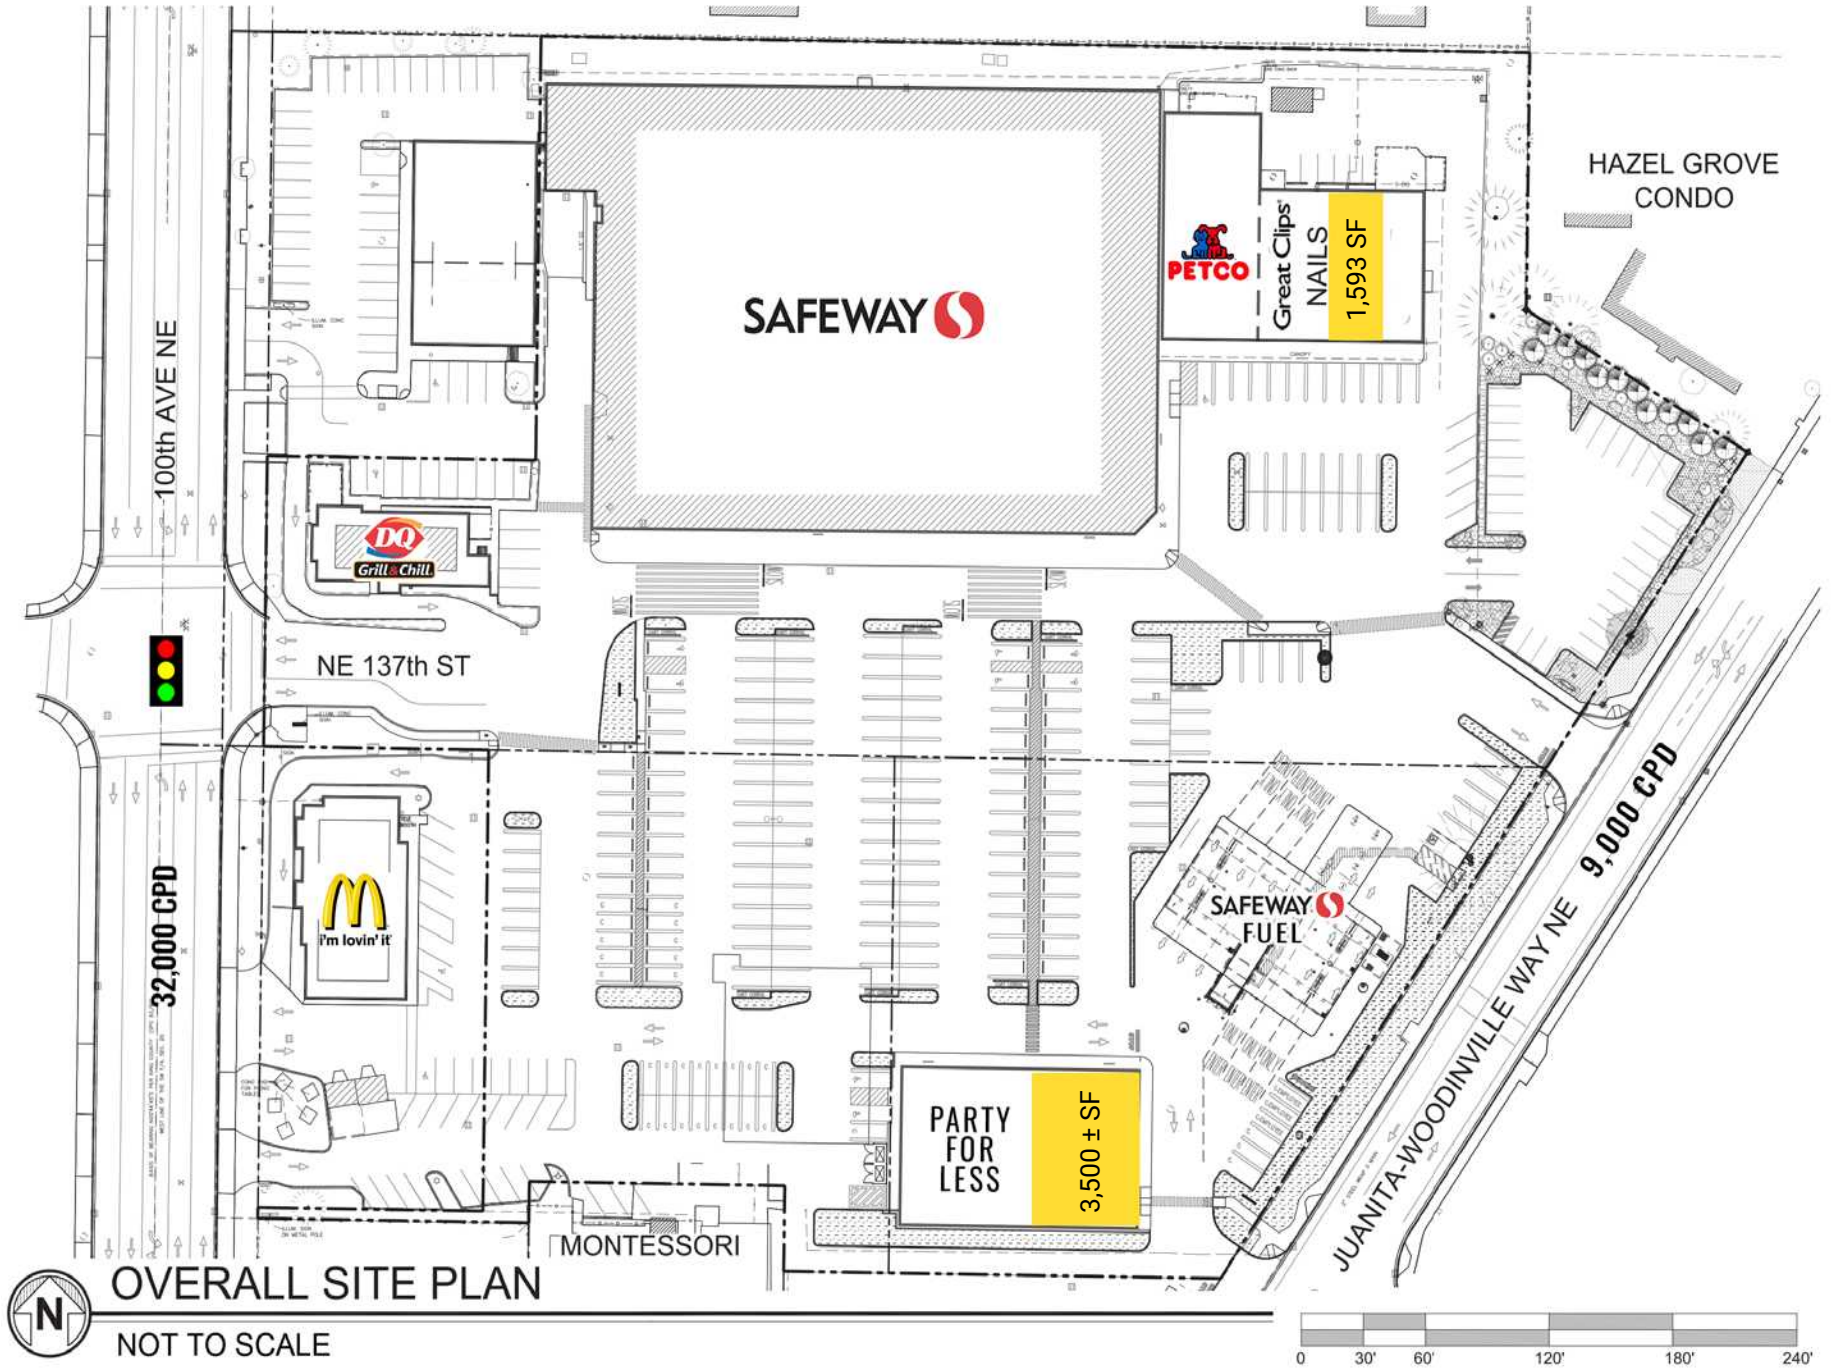 HAZEL GROVE
CONDO
SAFEWAY
PETCO
Great Clips
NAILS
1,593 SF
CANOPY
100th AVE NE
DQ
Grill & Chill
NE 137th ST
32,000 CPD
i'm lovin' it
SAFEWAY
FUEL
9,000 CPD
JUANITA-WOODINVILLE WAY NE
PARTY
FOR
LESS
3,500 ± SF
MONTESSORI
N
OVERALL SITE PLAN
NOT TO SCALE
0 30' 60' 120' 180' 240'